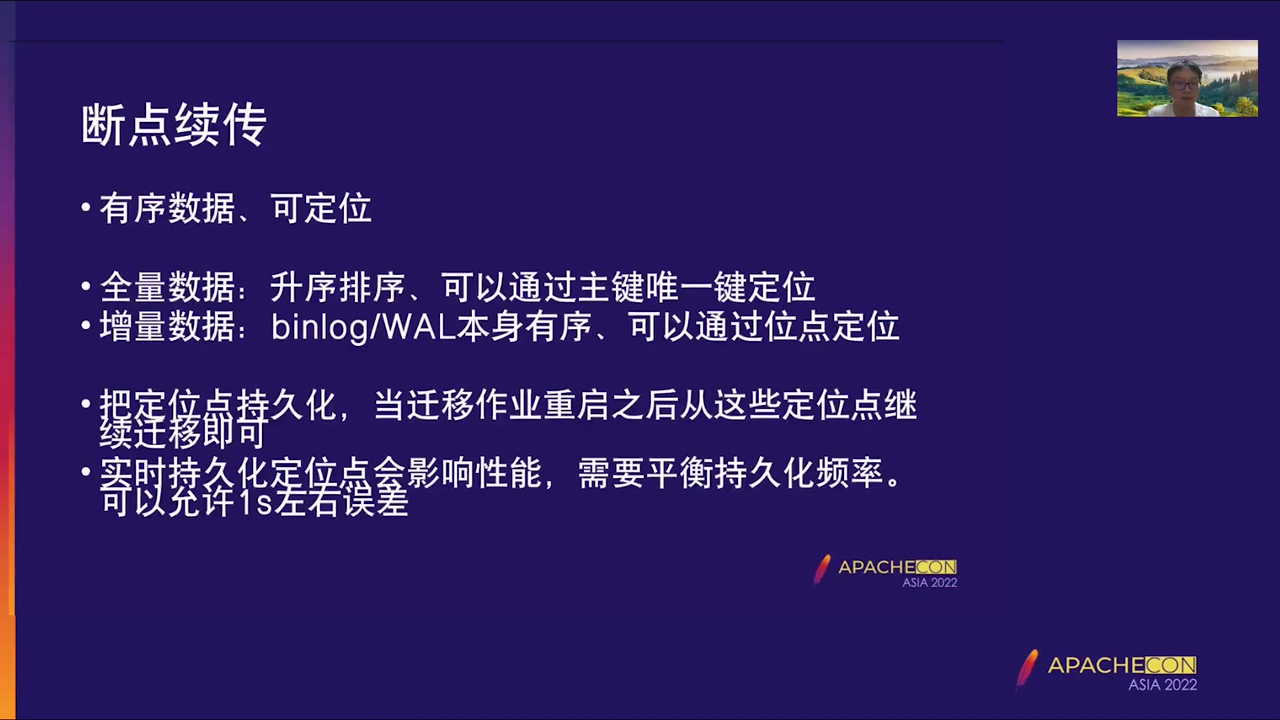 断点续传
• 有序数据、可定位
• 全量数据：升序排序、可以通过主键唯一键定位
• 增量数据：binlog/WAL本身有序、可以通过位点定位
• 把定位点持久化，当迁移作业重启之后从这些定位点继
续迁移即可
• 实时持久化定位点会影响性能，需要平衡持久化频率。
可以允许1s左右误差
APACHECON
ASIA 2022
APACHECON
ASIA 2022